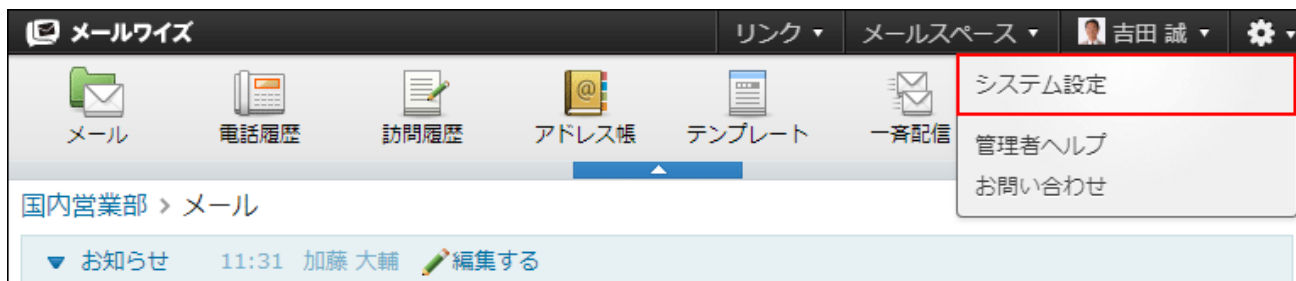 メールワイズ リンク▼ メールスペース▼ 吉田 誠▼
メール 電話履歴 訪問履歴 アドレス帳 テンプレート 一斉配信
システム設定
管理者ヘルプ
お問い合わせ
国内営業部 > メール
▼ お知らせ 11:31 加藤 大輔 編集する